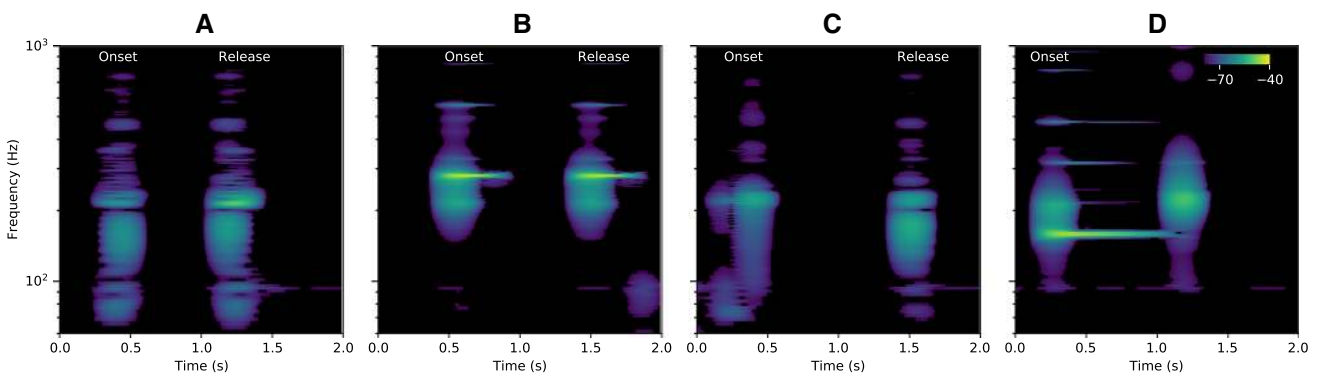 A B C D
Onset Release Onset Release Onset Release Onset
−70 −40
10³
10²
Frequency (Hz)
0.0 0.5 1.0 1.5 2.0 0.0 0.5 1.0 1.5 2.0 0.0 0.5 1.0 1.5 2.0 0.0 0.5 1.0 1.5 2.0
Time (s) Time (s) Time (s) Time (s)